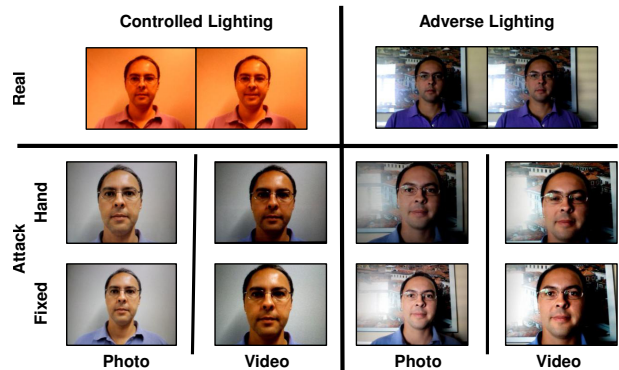 Controlled Lighting
Adverse Lighting
Real
Attack
Hand
Fixed
Photo
Video
Photo
Video